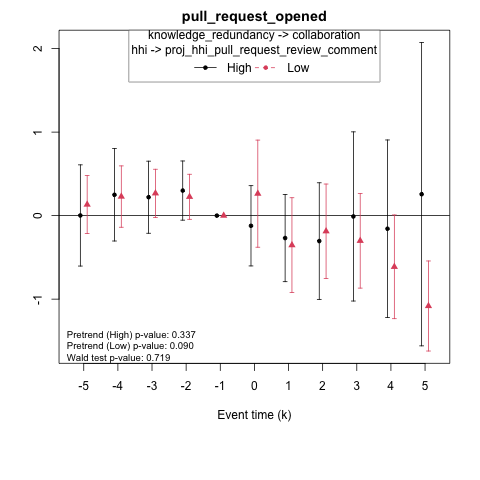 pull_request_opened
knowledge_redundancy -> collaboration
hhi -> proj_hhi_pull_request_review_comment
High Low
2
1
0
-1
Pretrend (High) p-value: 0.337
Pretrend (Low) p-value: 0.090
Wald test p-value: 0.719
-5 -4 -3 -2 -1 0 1 2 3 4 5
Event time (k)